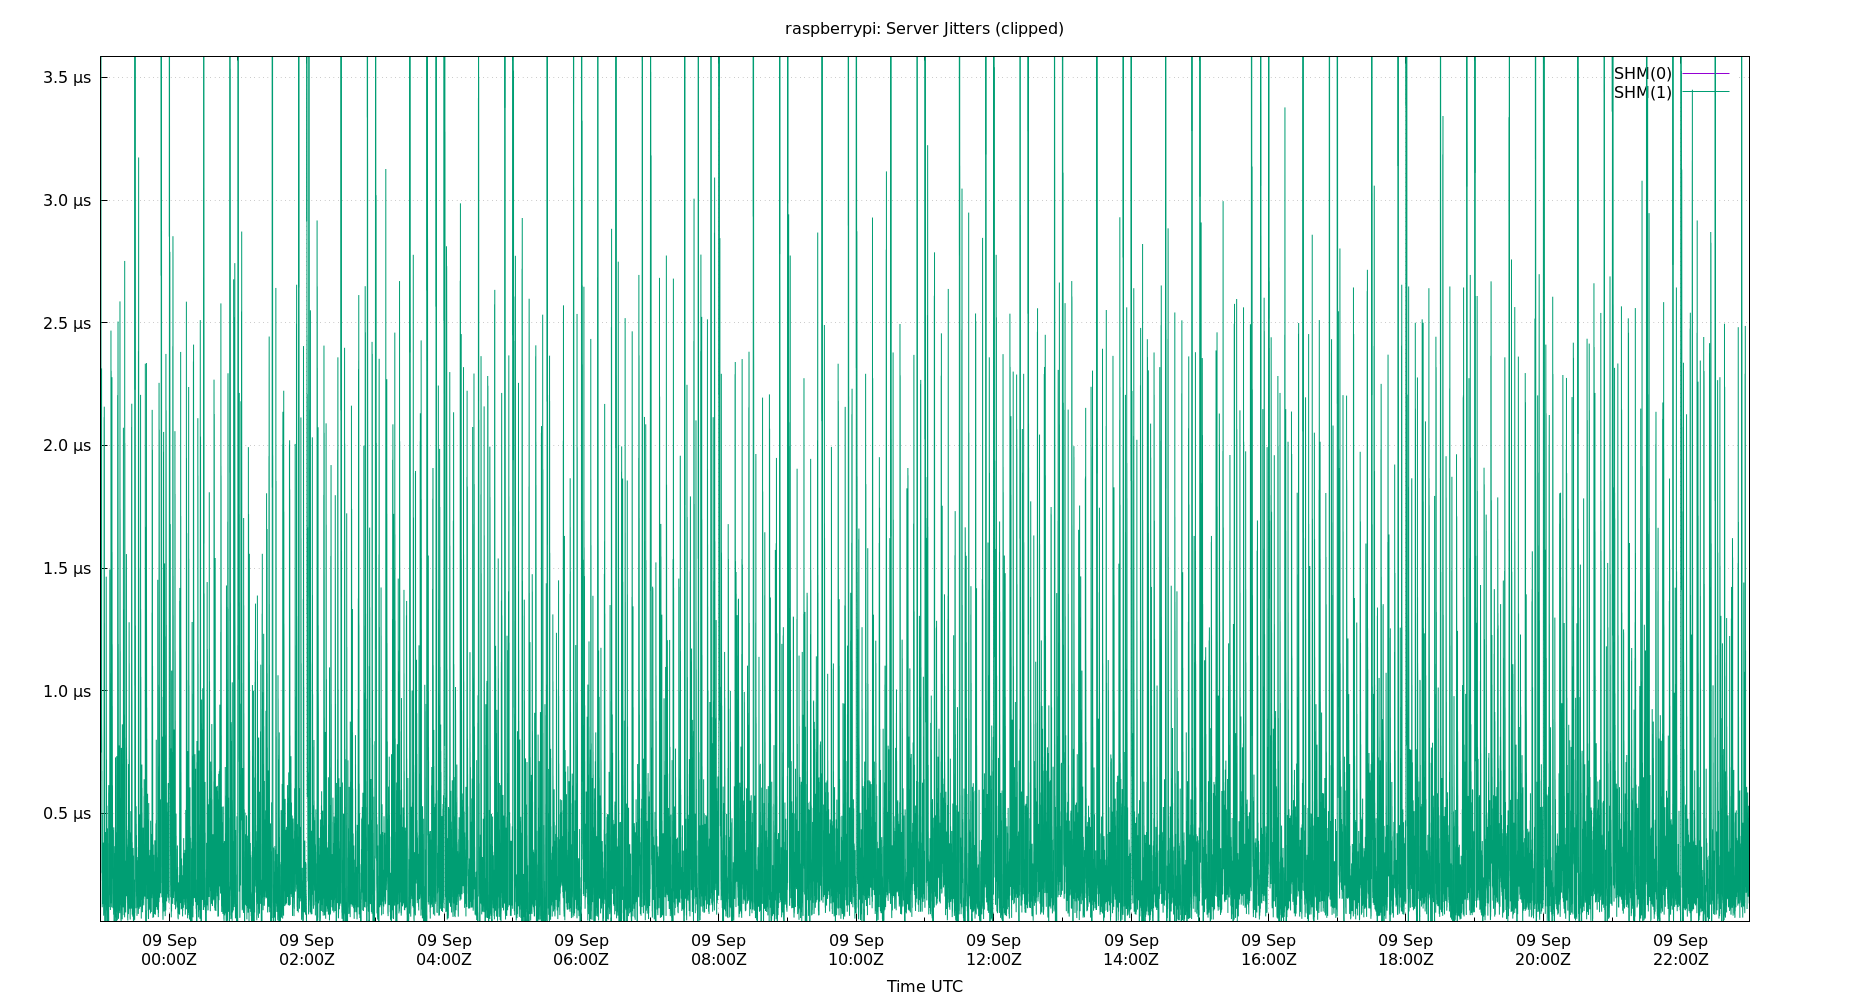 raspberrypi: Server Jitters (clipped)
3.5 µs
3.0 µs
2.5 µs
2.0 µs
1.5 µs
1.0 µs
0.5 µs
SHM(0)
SHM(1)
09 Sep 09 Sep 09 Sep 09 Sep 09 Sep 09 Sep 09 Sep 09 Sep 09 Sep 09 Sep 09 Sep 09 Sep
00:00Z 02:00Z 04:00Z 06:00Z 08:00Z 10:00Z 12:00Z 14:00Z 16:00Z 18:00Z 20:00Z 22:00Z
Time UTC